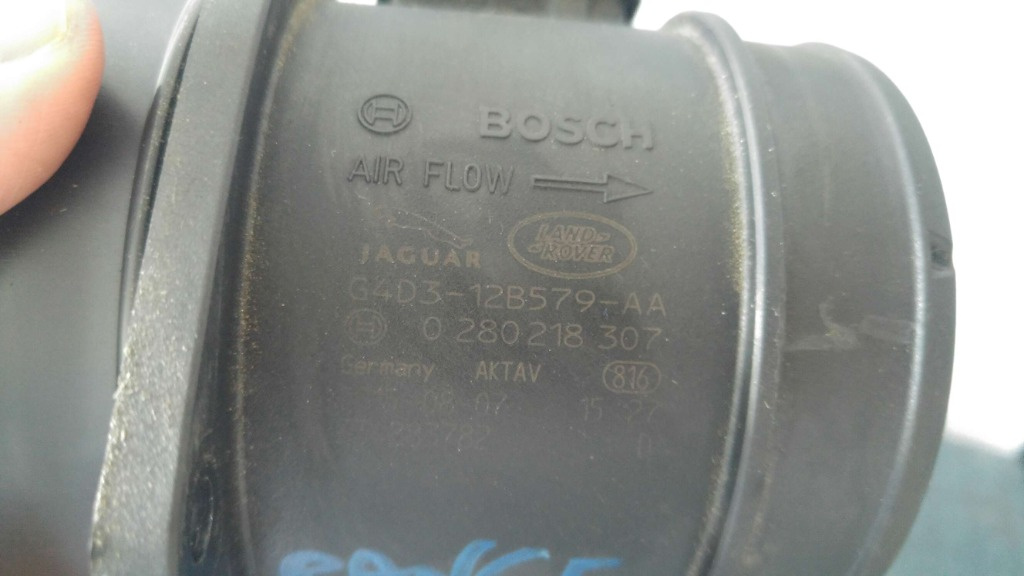 BOSCH
AIR FLOW
JAGUAR LAND-ROVER
G4D3-12B579-AA
0 280 218 307
Germany AKTAV 816